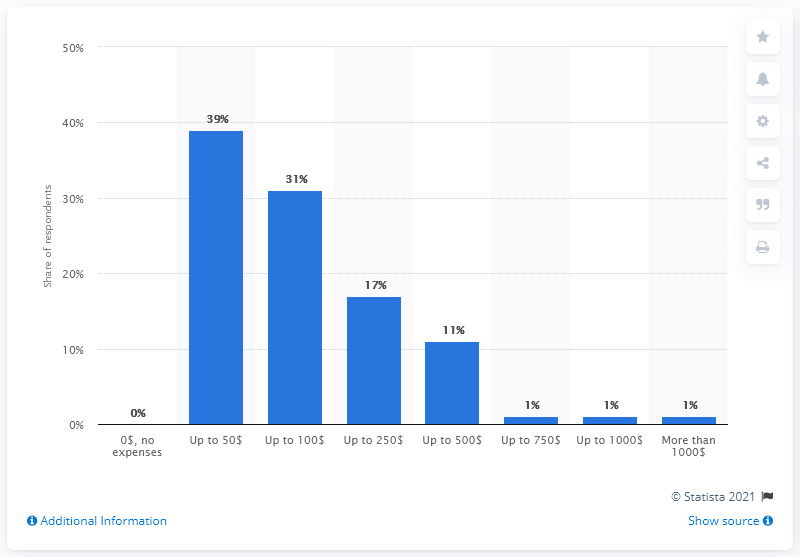 50%
40%
30%
20%
10%
0%
Share of respondents
0%
39%
31%
17%
11%
1%
1%
1%
0$, no
expenses
Up to 50$
Up to 100$
Up to 250$
Up to 500$
Up to 750$
Up to 1000$
More than
1000$
© Statista 2021
Additional Information
Show source